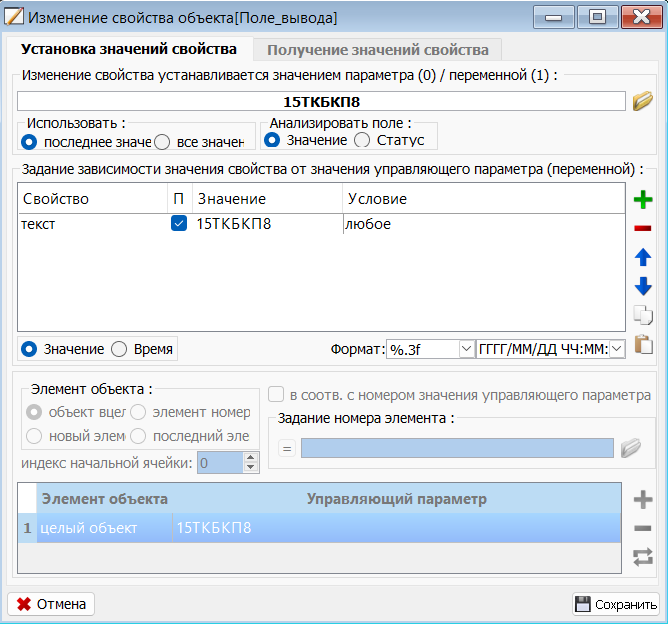 Изменение свойства объекта[Поле_вывода]
Установка значений свойства Получение значений свойства
Изменение свойства устанавливается значением параметра (0) / переменной (1) :
15ТКБКП8
Использовать : Анализировать поле :
последнее значе все значен Значение Статус
Задание зависимости значения свойства от значения управляющего параметра (переменной) :
Свойство П Значение Условие
текст 15ТКБКП8 любое
Значение Время Формат: %.3f ГГГГ/ММ/ДД ЧЧ:ММ:
Элемент объекта : в соотв. с номером значения управляющего параметра
объект вцел элемент номер Задание номера элемента :
новый элем последний эле =
индекс начальной ячейки: 0
Элемент объекта Управляющий параметр
1 целый объект 15ТКБКП8
Отмена Сохранить